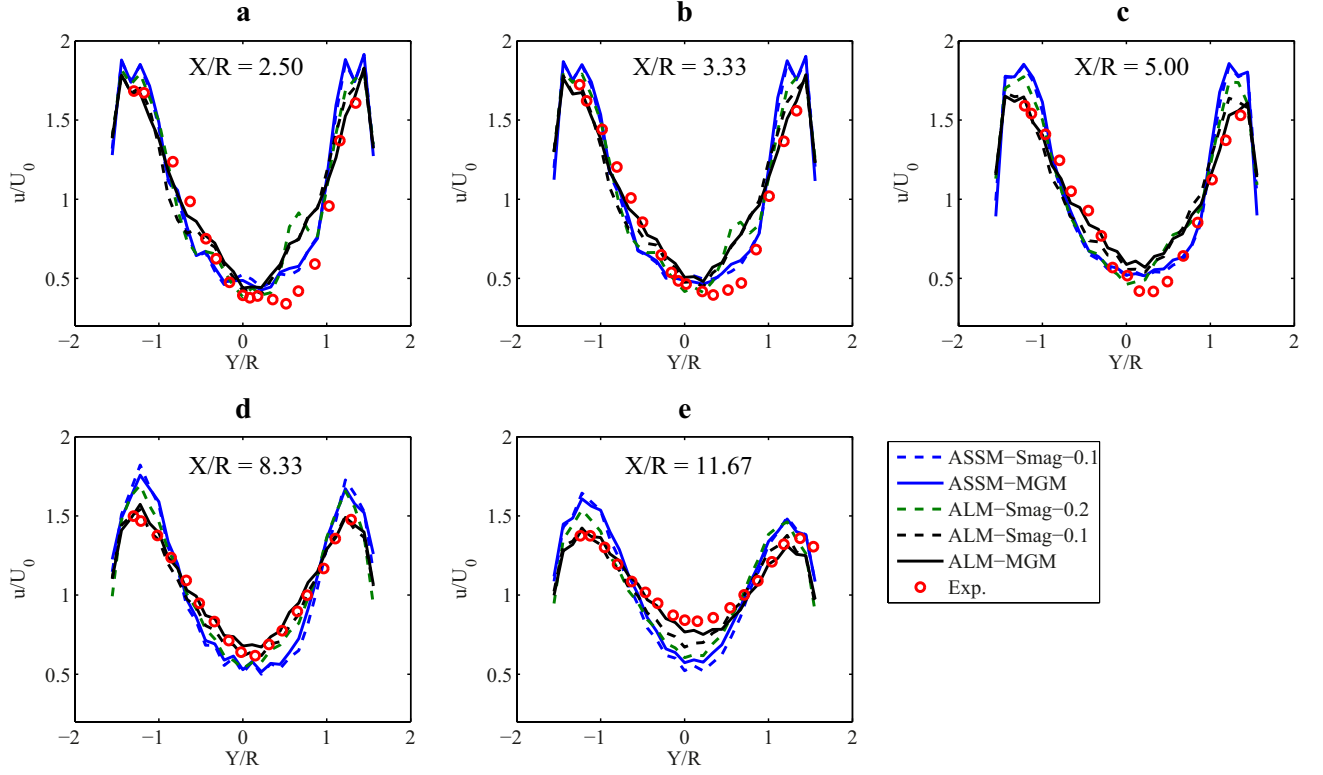 a
X/R = 2.50
2
1.5
1
0.5
u/U0
−2 −1 0 1 2
Y/R
b
X/R = 3.33
2
1.5
1
0.5
u/U0
−2 −1 0 1 2
Y/R
c
X/R = 5.00
2
1.5
1
0.5
u/U0
−2 −1 0 1 2
Y/R
d
X/R = 8.33
2
1.5
1
0.5
u/U0
−2 −1 0 1 2
Y/R
e
X/R = 11.67
2
1.5
1
0.5
u/U0
−2 −1 0 1 2
Y/R
ASSM−Smag−0.1
ASSM−MGM
ALM−Smag−0.2
ALM−Smag−0.1
ALM−MGM
Exp.